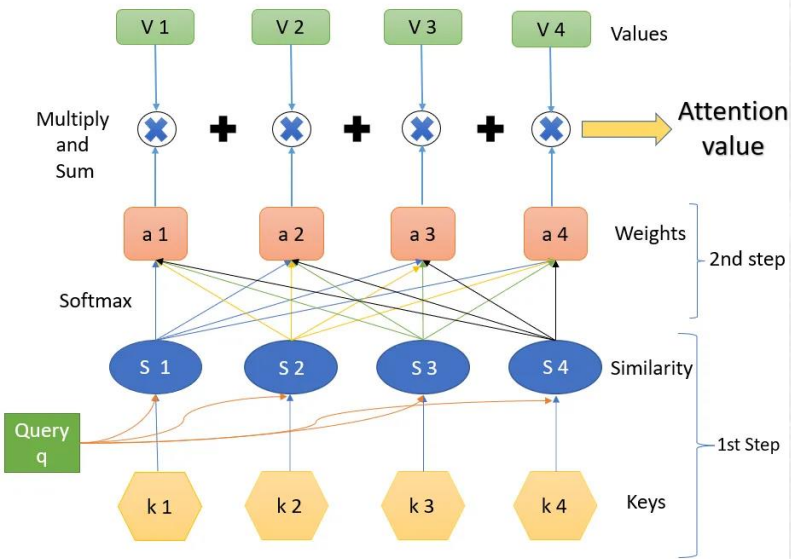 V 1
V 2
V 3
V 4
Values
Multiply
and
Sum
Attention
value
a 1
a 2
a 3
a 4
Weights
2nd step
Softmax
S 1
S 2
S 3
S 4
Similarity
Query
q
1st Step
k 1
k 2
k 3
k 4
Keys